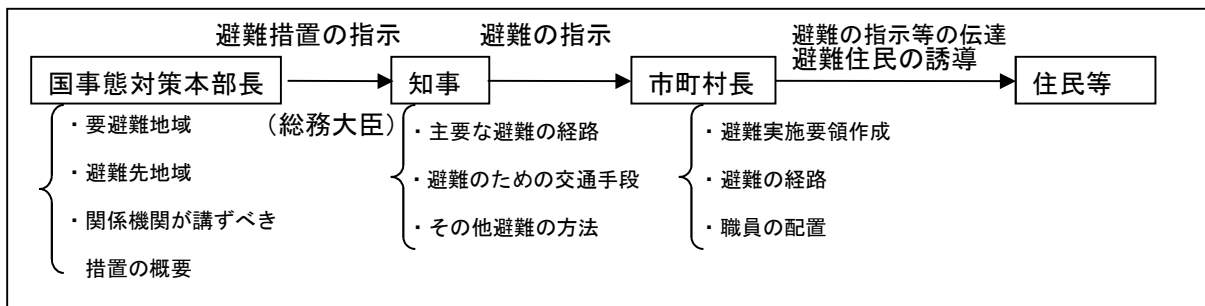 避難措置の指示
避難の指示
避難の指示等の伝達
避難住民の誘導
国事態対策本部長
知事
市町村長
住民等
(総務大臣)
・要避難地域
・避難先地域
・関係機関が講ずべき
措置の概要
・主要な避難の経路
・避難のための交通手段
・その他避難の方法
・避難実施要領作成
・避難の経路
・職員の配置